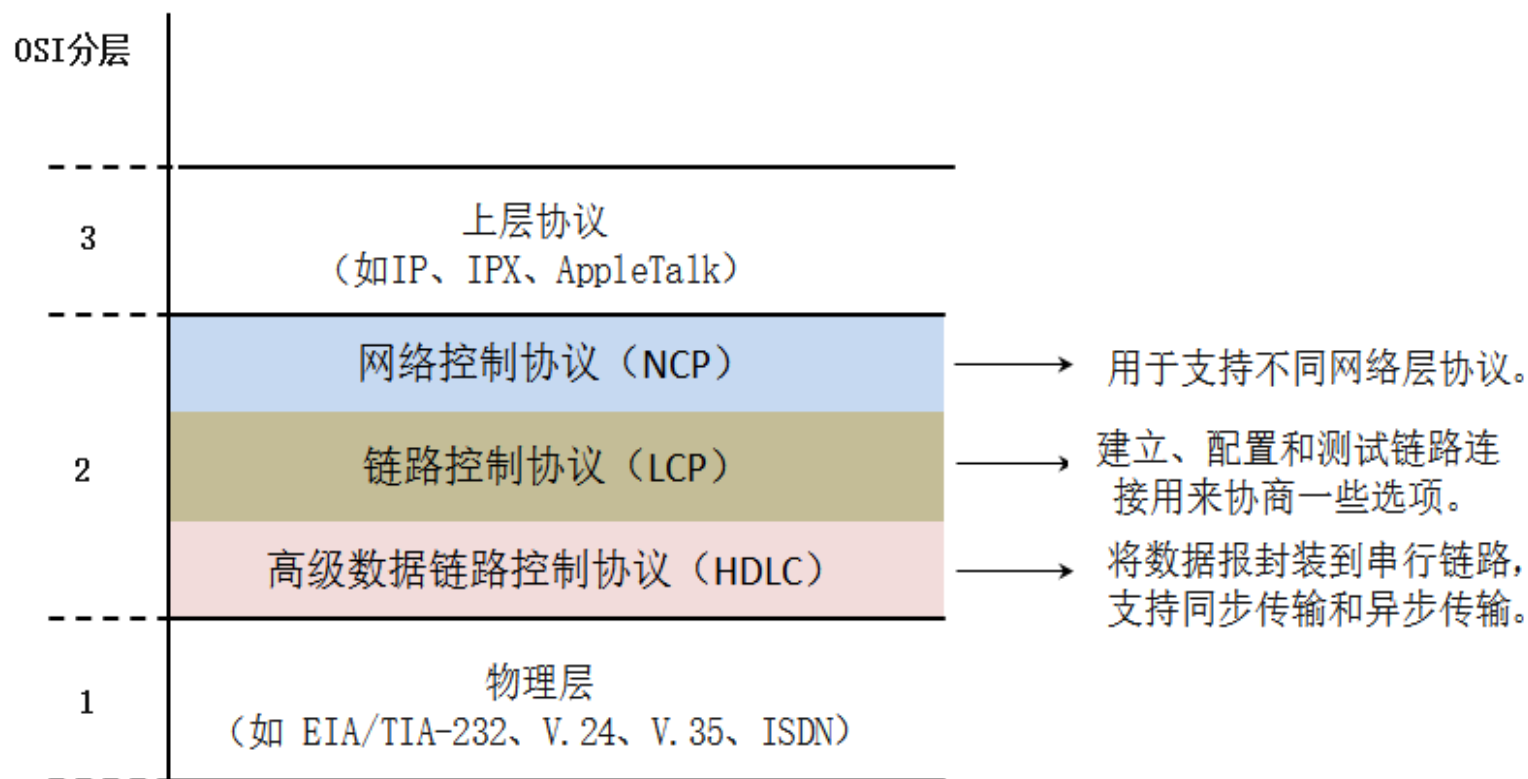 OSI分层
3
上层协议
（如IP、IPX、AppleTalk）
网络控制协议（NCP）
用于支持不同网络层协议。
2
链路控制协议（LCP）
建立、配置和测试链路连
接用来协商一些选项。
高级数据链路控制协议（HDLC）
将数据报封装到串行链路，
支持同步传输和异步传输。
1
物理层
（如 EIA/TIA-232、V.24、V.35、ISDN）